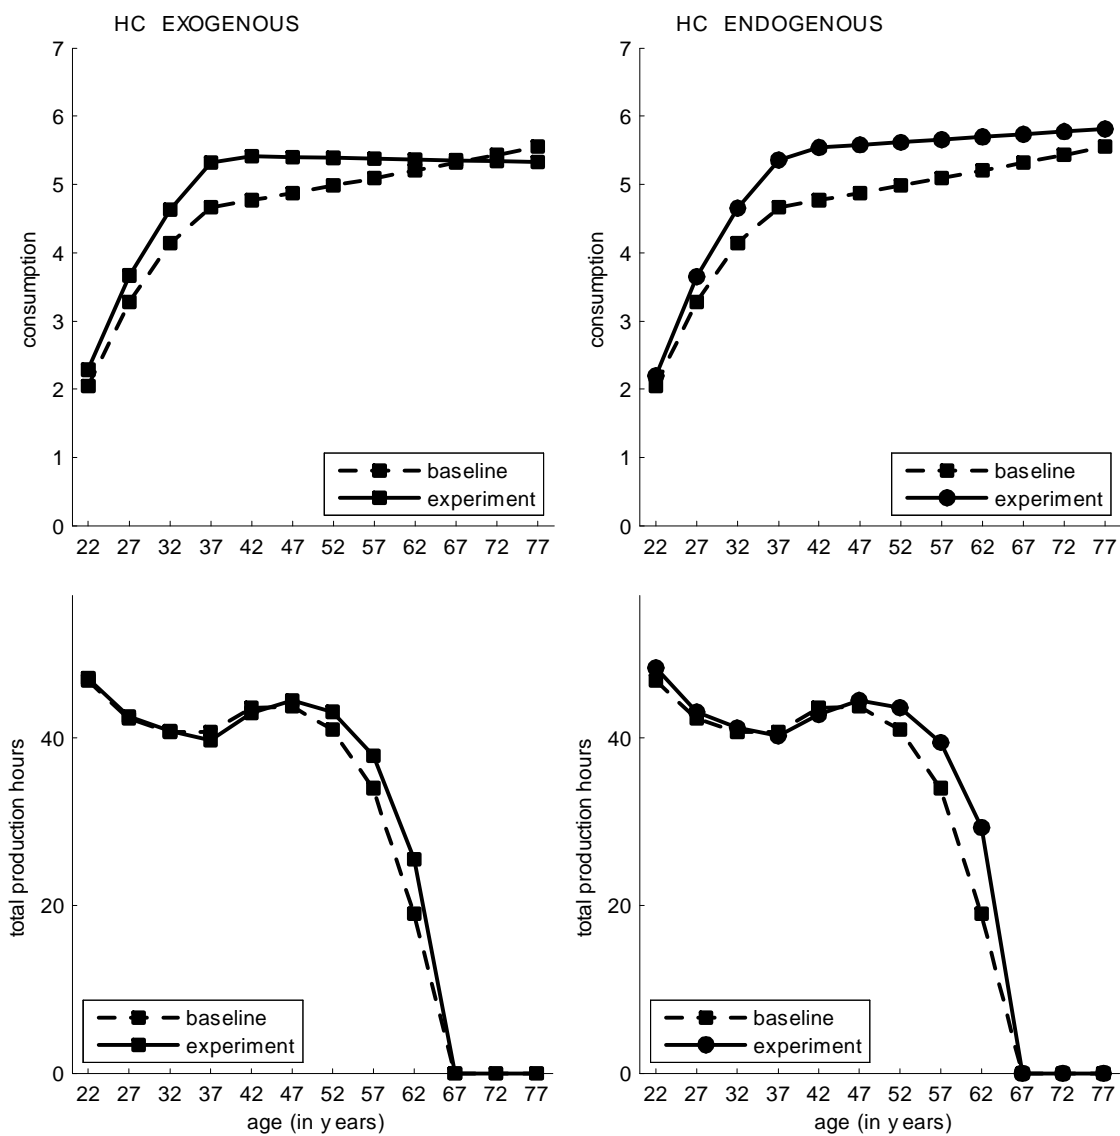 HC EXOGENOUS
7
6
5
4
3
2
1
0
consumption
baseline
experiment
22 27 32 37 42 47 52 57 62 67 72 77
HC ENDOGENOUS
7
6
5
4
3
2
1
0
consumption
baseline
experiment
22 27 32 37 42 47 52 57 62 67 72 77
40
20
0
total production hours
baseline
experiment
22 27 32 37 42 47 52 57 62 67 72 77
age (in years)
40
20
0
total production hours
baseline
experiment
22 27 32 37 42 47 52 57 62 67 72 77
age (in years)